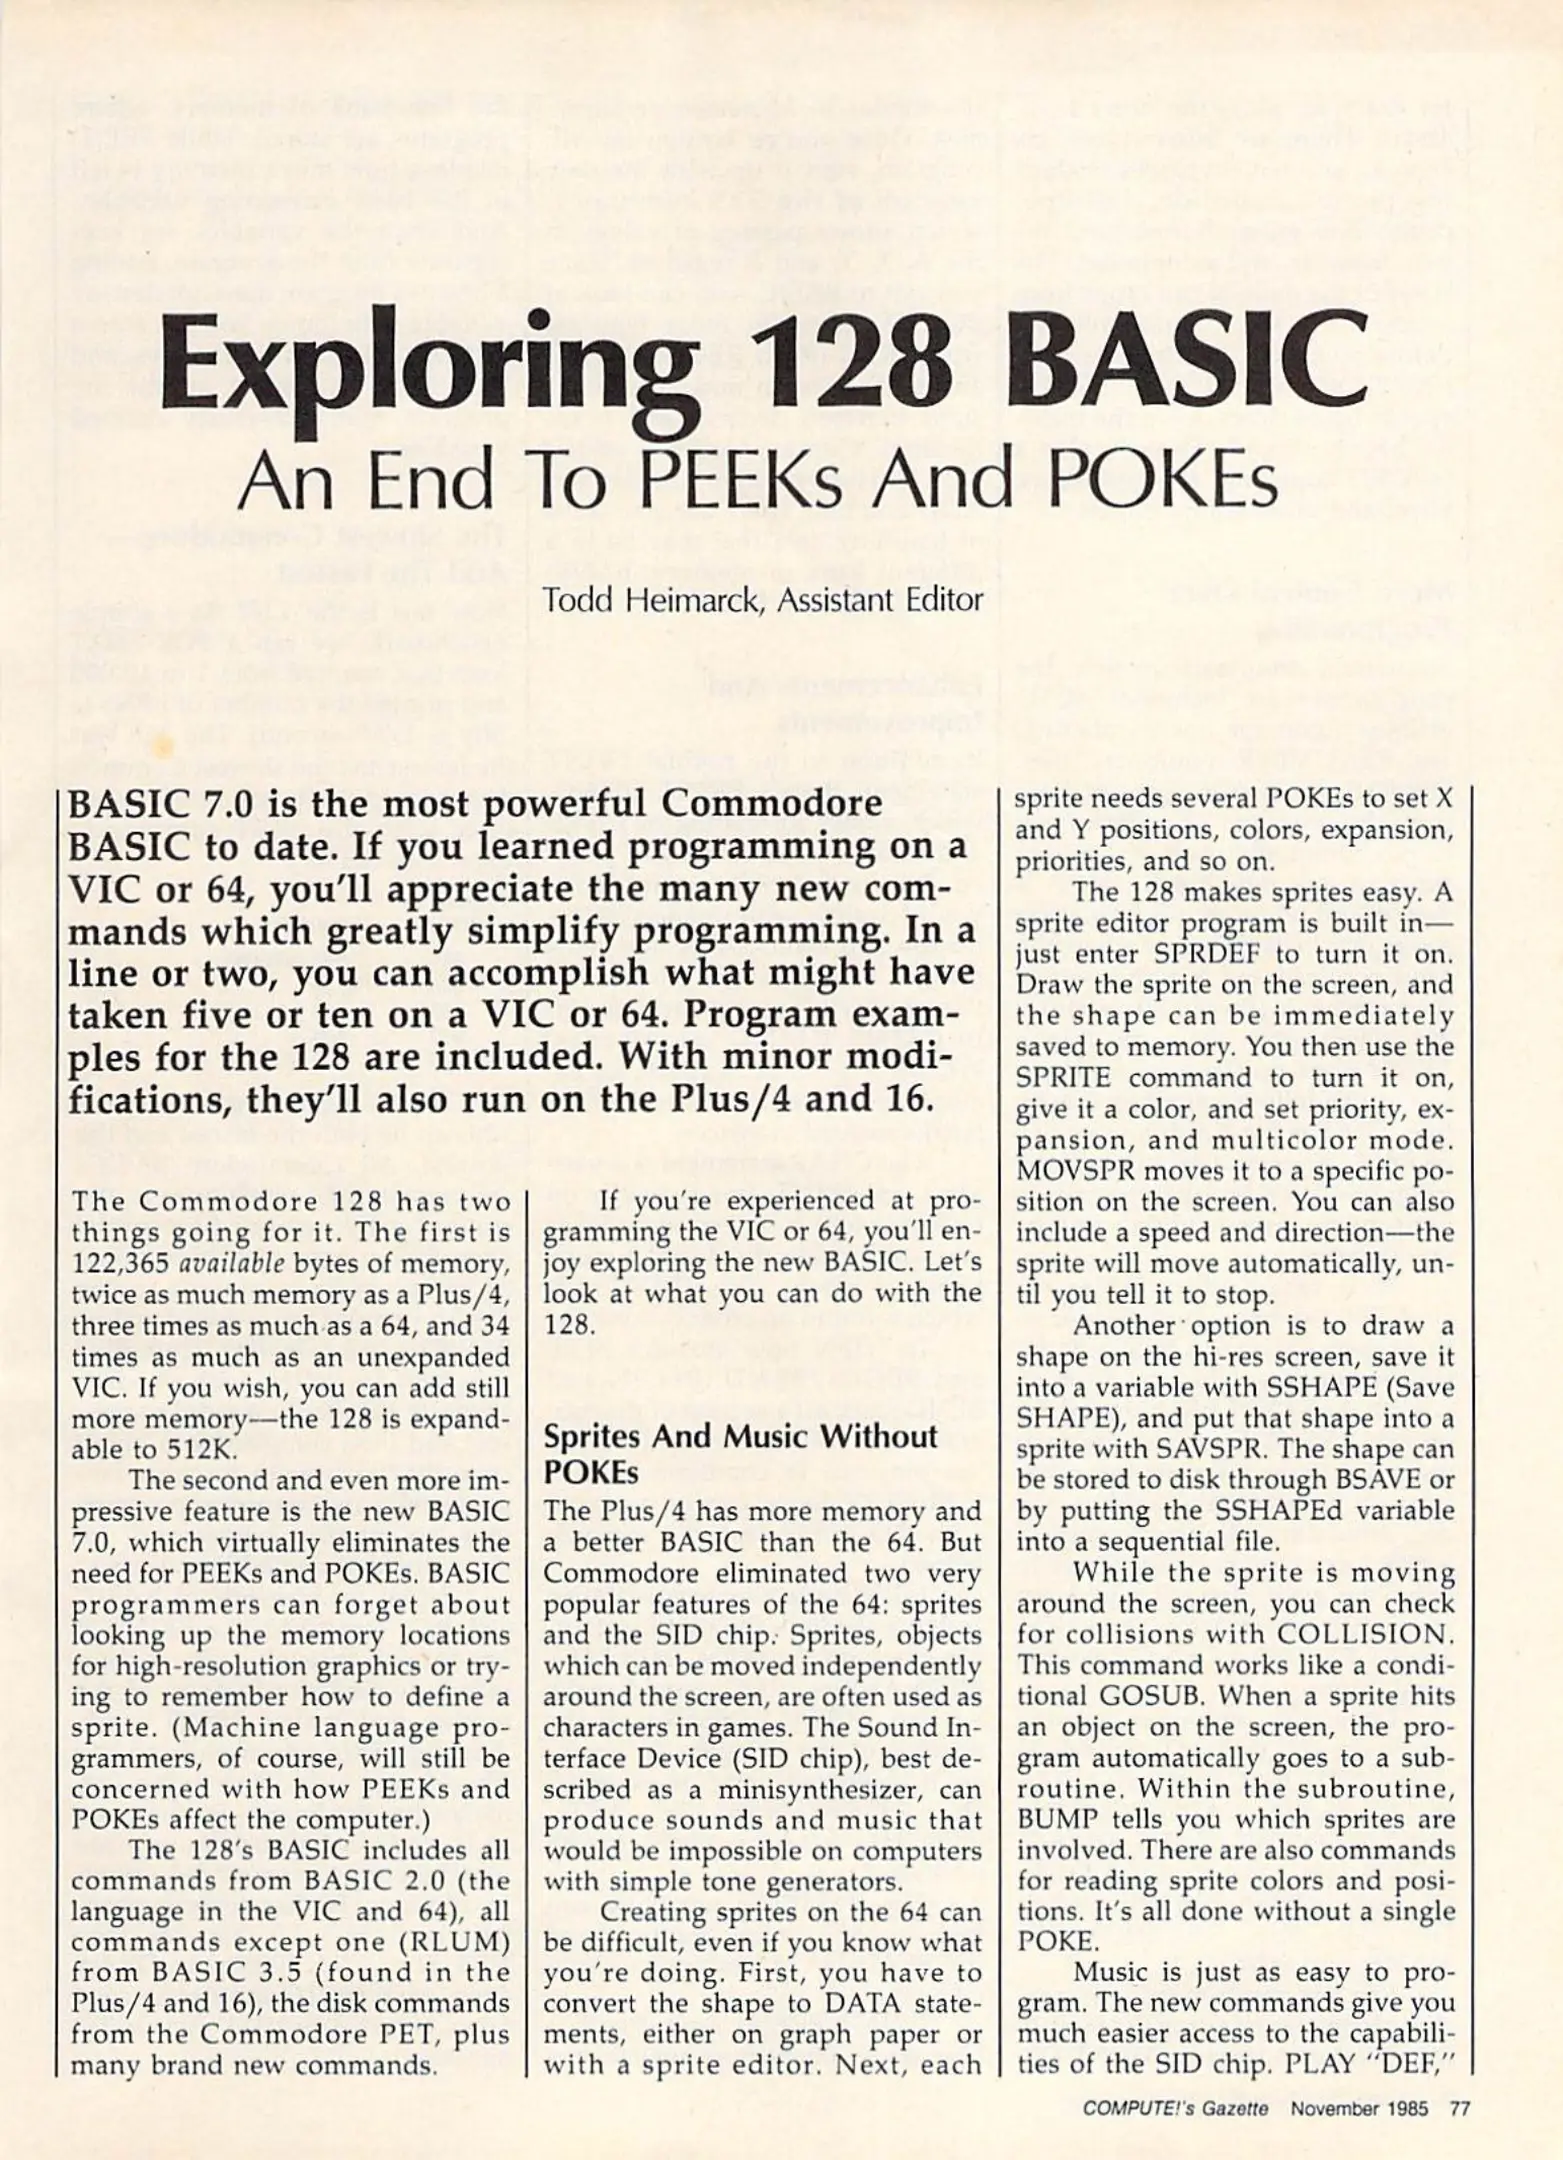 Exploring 128 BASIC
An End To PEEKs And POKEs
Todd Heimarck, Assistant Editor
BASIC 7.0 is the most powerful Commodore
BASIC to date. If you learned programming on a
VIC or 64, you'll appreciate the many new com-
mands which greatly simplify programming. In a
line or two, you can accomplish what might have
taken five or ten on a VIC or 64. Program exam-
ples for the 128 are included. With minor modi-
fications, they'll also run on the Plus/4 and 16.
The Commodore 128 has two
things going for it. The first is
122,365 available bytes of memory,
twice as much memory as a Plus/4,
three times as much as a 64, and 34
times as much as an unexpanded
VIC. If you wish, you can add still
more memory—the 128 is expand-
able to 512K.
The second and even more im-
pressive feature is the new BASIC
7.0, which virtually eliminates the
need for PEEKs and POKEs. BASIC
programmers can forget about
looking up the memory locations
for high-resolution graphics or try-
ing to remember how to define a
sprite. (Machine language pro-
grammers, of course, will still be
concerned with how PEEKs and
POKEs affect the computer.)
The 128's BASIC includes all
commands from BASIC 2.0 (the
language in the VIC and 64), all
commands except one (RLUM)
from BASIC 3.5 (found in the
Plus/4 and 16), the disk commands
from the Commodore PET, plus
many brand new commands.
If you're experienced at pro-
gramming the VIC or 64, you'll en-
joy exploring the new BASIC. Let's
look at what you can do with the
128.
Sprites And Music Without
POKEs
The Plus/4 has more memory and
a better BASIC than the 64. But
Commodore eliminated two very
popular features of the 64: sprites
and the SID chip. Sprites, objects
which can be moved independently
around the screen, are often used as
characters in games. The Sound In-
terface Device (SID chip), best de-
scribed as a minisynthesizer, can
produce sounds and music that
would be impossible on computers
with simple tone generators.
Creating sprites on the 64 can
be difficult, even if you know what
you're doing. First, you have to
convert the shape to DATA state-
ments, either on graph paper or
with a sprite editor. Next, each
sprite needs several POKEs to set X
and Y positions, colors, expansion,
priorities, and so on.
The 128 makes sprites easy. A
sprite editor program is built in—
just enter SPRDEF to turn it on.
Draw the sprite on the screen, and
the shape can be immediately
saved to memory. You then use the
SPRITE command to turn it on,
give it a color, and set priority, ex-
pansion, and multicolor mode.
MOVSPR moves it to a specific po-
sition on the screen. You can also
include a speed and direction—the
sprite will move automatically, un-
til you tell it to stop.
Another option is to draw a
shape on the hi-res screen, save it
into a variable with SSHAPE (Save
SHAPE), and put that shape into a
sprite with SAVSPR. The shape can
be stored to disk through BSAVE or
by putting the SSHAPEd variable
into a sequential file.
While the sprite is moving
around the screen, you can check
for collisions with COLLISION.
This command works like a condi-
tional GOSUB. When a sprite hits
an object on the screen, the pro-
gram automatically goes to a sub-
routine. Within the subroutine,
BUMP tells you which sprites are
involved. There are also commands
for reading sprite colors and posi-
tions. It's all done without a single
POKE.
Music is just as easy to pro-
gram. The new commands give you
much easier access to the capabili-
ties of the SID chip. PLAY "DEF,"
COMPUTE!'s Gazette November 1985 77